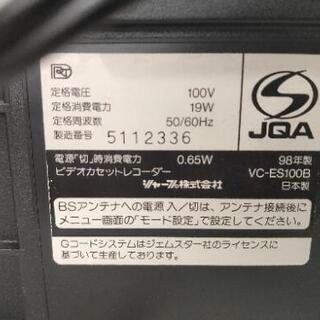 定格電圧 100V
定格消費電力 19W
定格周波数 50/60Hz
製造番号 5112336
JQA
電源「切」時消費電力 0.65W 98年製
ビデオカセットレコーダー シャープ株式会社 VC-ES100B
日本製
BSアンテナへの電源入/切は、アンテナ接続後に
メニュー画面の「モード設定」で設定してください。
Gコードシステムはジェムスター社のライセンスに
基づいて生産しております。